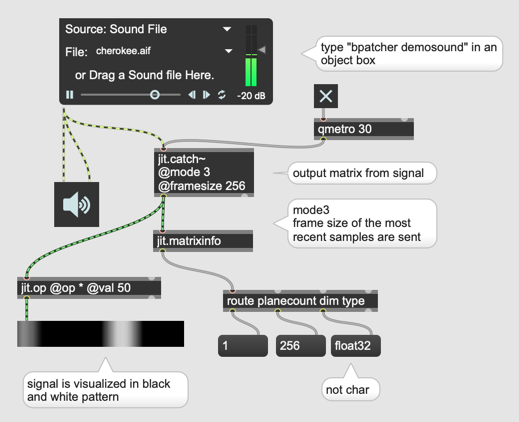 Source: Sound File
File: cherokee.aif
or Drag a Sound file Here.
-20 dB
type "bpatcher demosound" in an
object box
qmetro 30
jit.catch~
@mode 3
@framesize 256
output matrix from signal
mode3
frame size of the most
recent samples are sent
jit.matrixinfo
jit.op @op * @val 50
route planecount dim type
1
256
float32
signal is visualized in black
and white pattern
not char